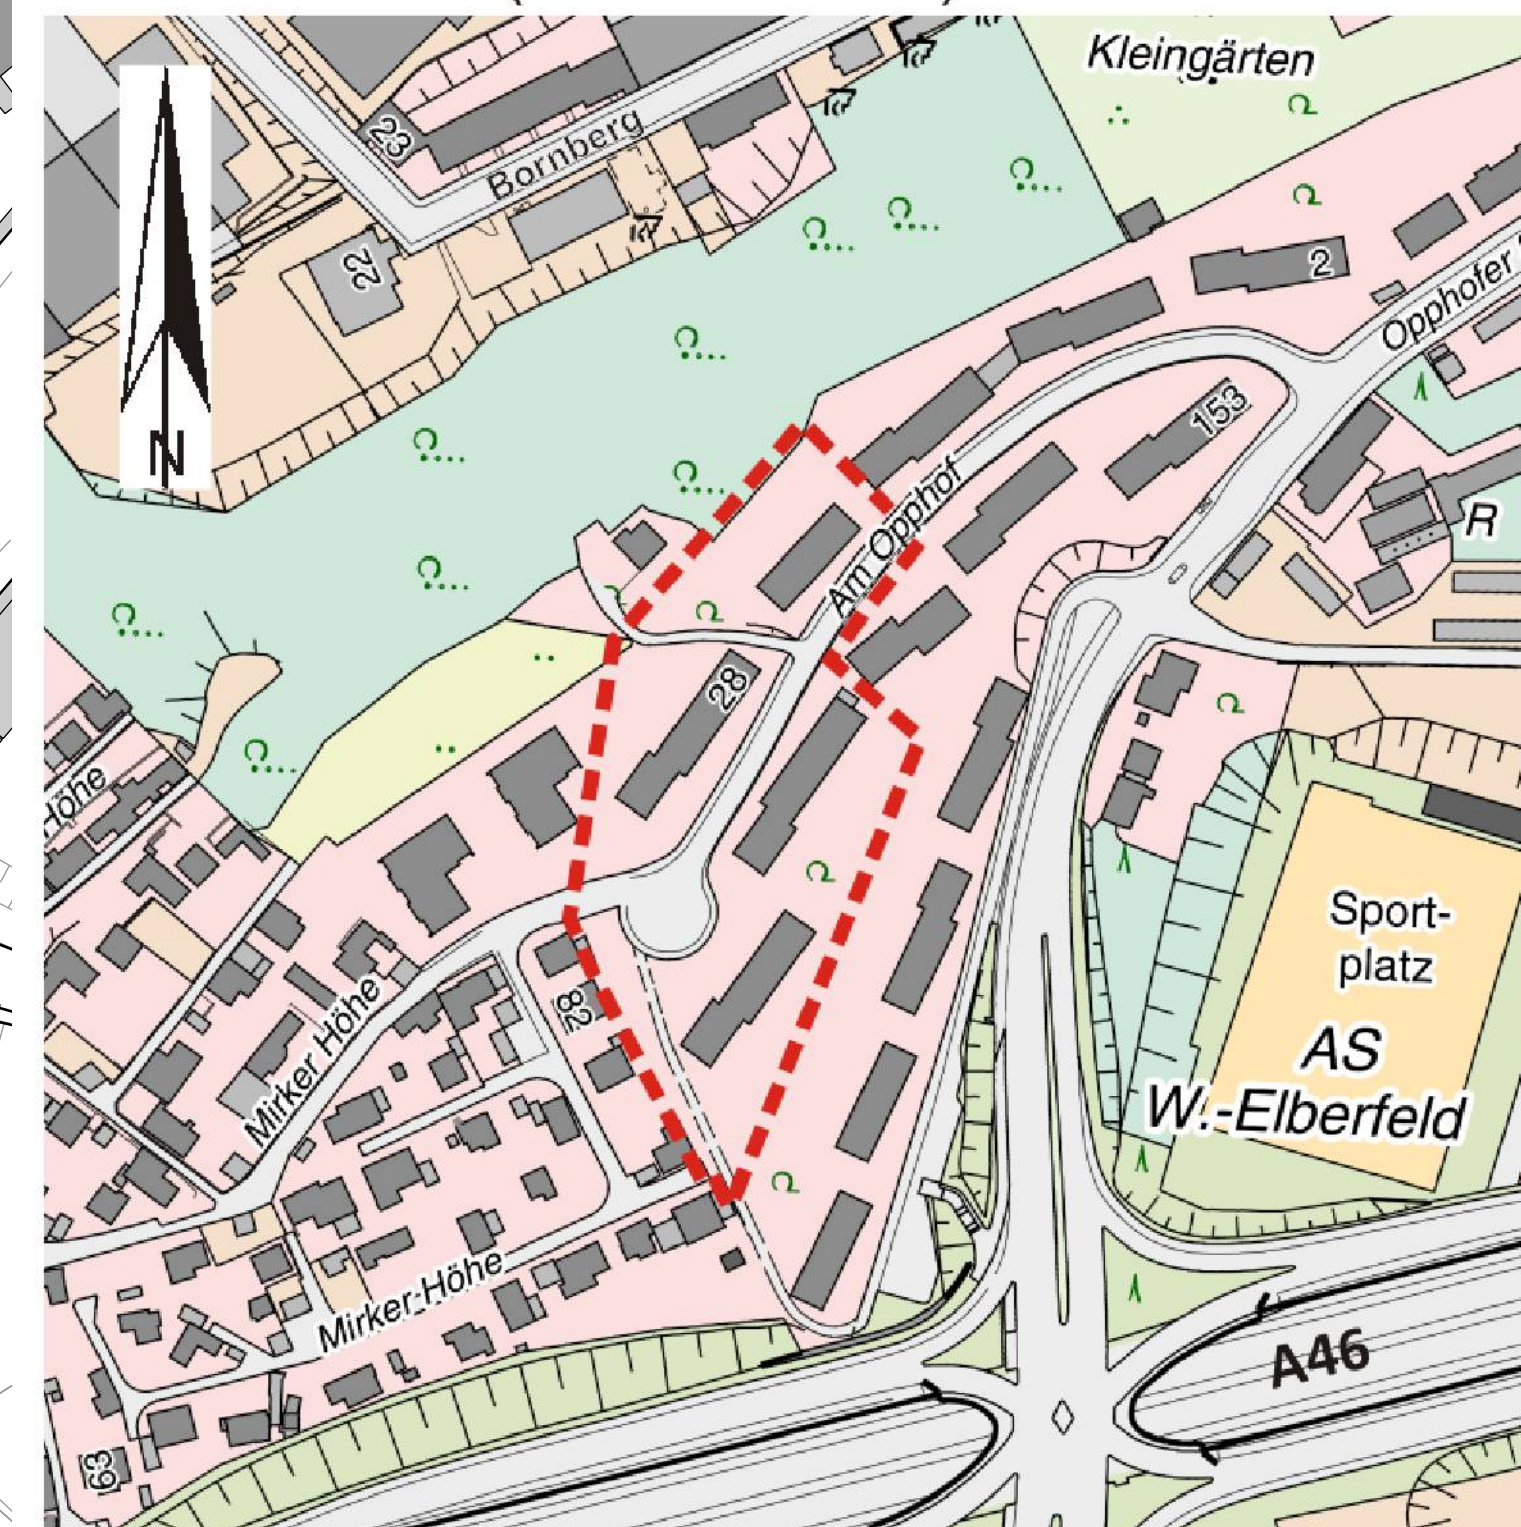 Kleingärten
23
Bornberg
22
2
Opphofer
N
153
R
Am Opphof
28
Höhe
Sport-
platz
AS
W.-Elberfeld
28
Mirker Höhe
Mirker-Höhe
A46
63